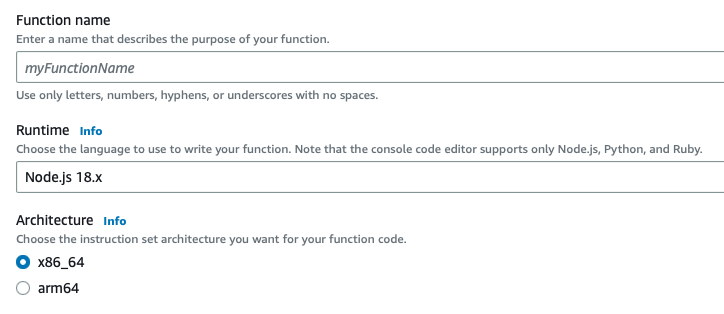 Function name
Enter a name that describes the purpose of your function.
myFunctionName
Use only letters, numbers, hyphens, or underscores with no spaces.
Runtime Info
Choose the language to use to write your function. Note that the console code editor supports only Node.js, Python, and Ruby.
Node.js 18.x
Architecture Info
Choose the instruction set architecture you want for your function code.
x86_64
arm64